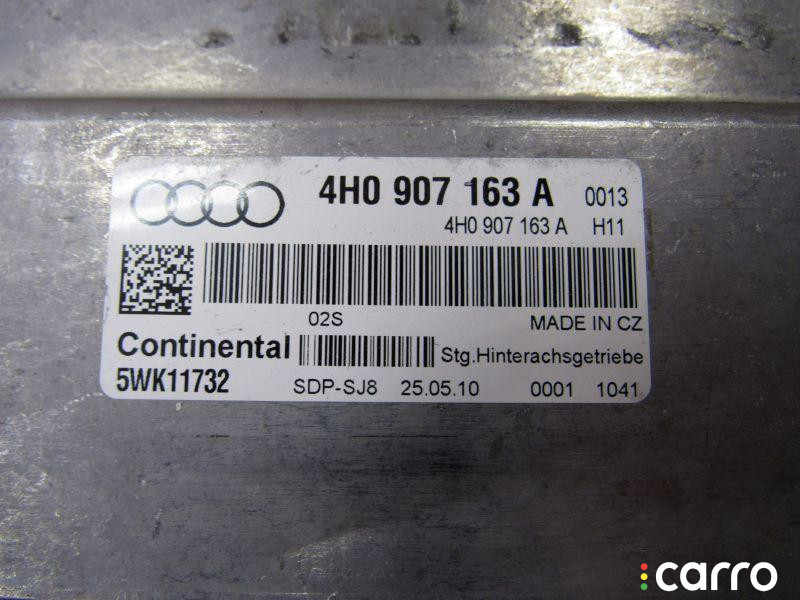 4H0 907 163 A 0013
4H0 907 163 A H11
02S MADE IN CZ
Continental Stg.Hinterachsgetriebe
5WK11732 SDP-SJ8 25.05.10 0001 1041
carro